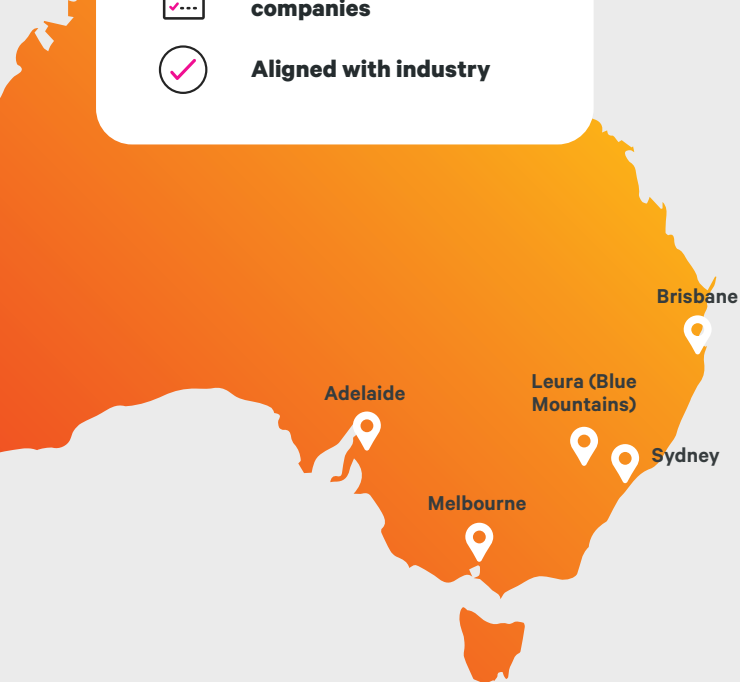 companies
Aligned with industry
Brisbane
Leura (Blue
Mountains)
Adelaide
Sydney
Melbourne